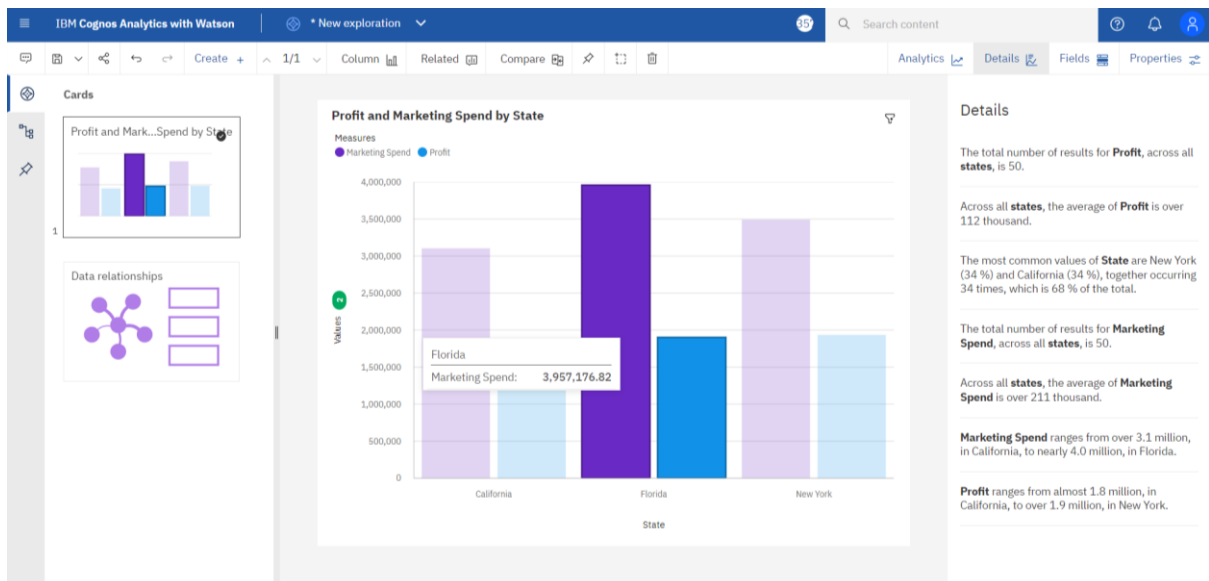 IBM Cognos Analytics with Watson
* New exploration
Search content
Create +
1/1
Column
Related
Compare
Analytics
Details
Fields
Properties
Cards
Profit and Mark...Spend by State
1
Data relationships
Profit and Marketing Spend by State
Measures
Marketing Spend
Profit
4,000,000
3,500,000
3,000,000
2,500,000
2,000,000
1,500,000
1,000,000
500,000
0
Values
2
Florida
Marketing Spend: 3,957,176.82
California
Florida
New York
State
Details
The total number of results for Profit, across all
states, is 50.
Across all states, the average of Profit is over
112 thousand.
The most common values of State are New York
(34 %) and California (34 %), together occurring
34 times, which is 68 % of the total.
The total number of results for Marketing
Spend, across all states, is 50.
Across all states, the average of Marketing
Spend is over 211 thousand.
Marketing Spend ranges from over 3.1 million,
in California, to nearly 4.0 million, in Florida.
Profit ranges from almost 1.8 million, in
California, to over 1.9 million, in New York.